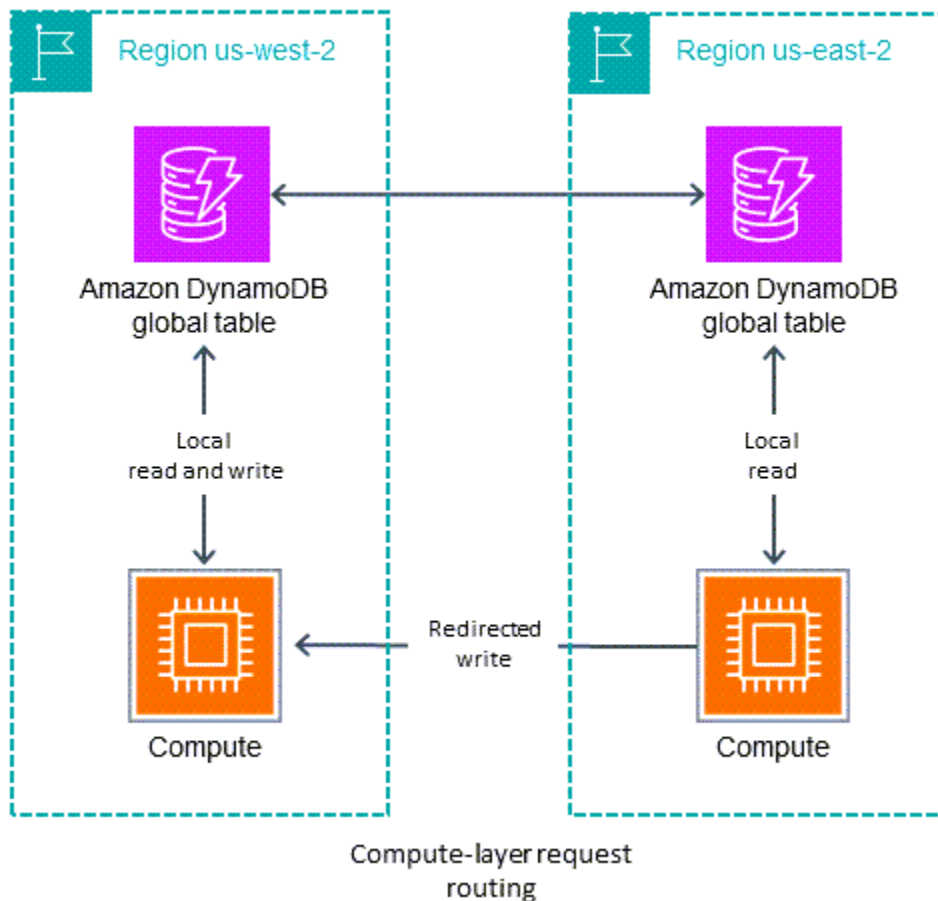 Region us-west-2
Region us-east-2
Amazon DynamoDB
global table
Amazon DynamoDB
global table
Local
read and write
Local
read
Redirected
write
Compute
Compute
Compute-layer request
routing